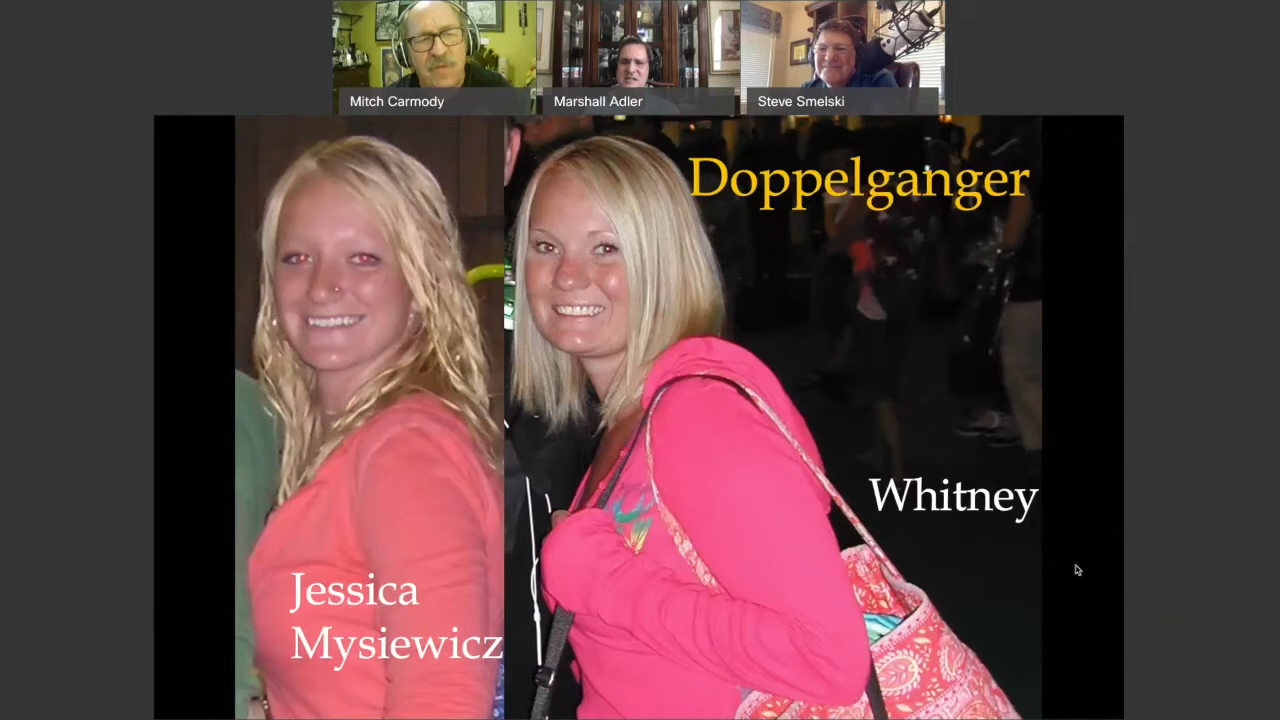 Mitch Carmody
Marshall Adler
Steve Smelski
Doppelganger
Whitney
Jessica
Mysiewicz